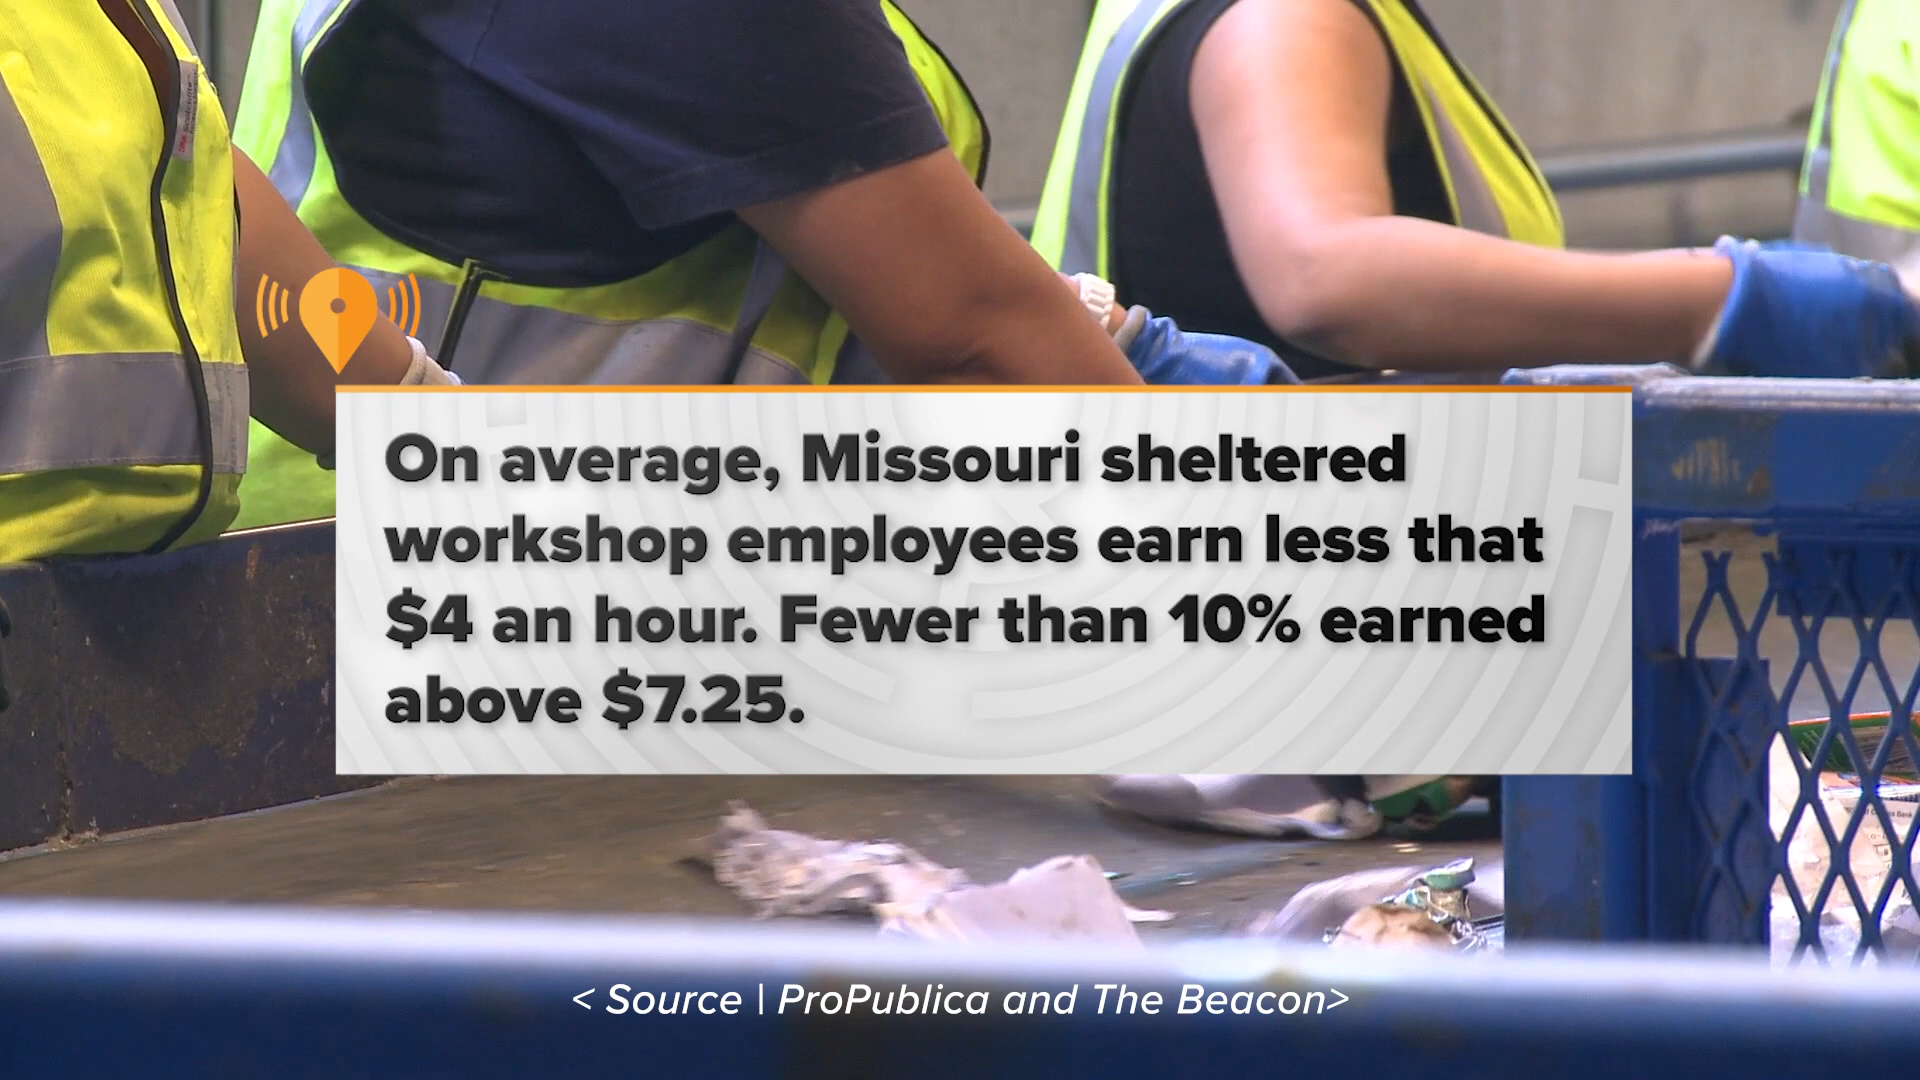 On average, Missouri sheltered
workshop employees earn less that
$4 an hour. Fewer than 10% earned
above $7.25.
< Source | ProPublica and The Beacon>